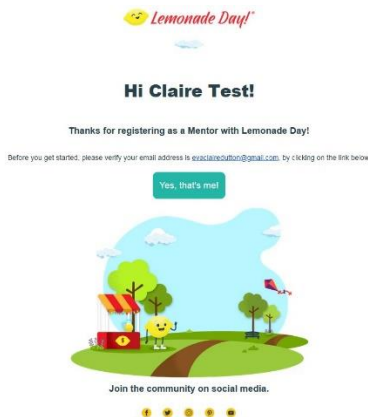 Lemonade Day!
Hi Claire Test!
Thanks for registering as a Mentor with Lemonade Day!
Before you get started, please verify your email address is evaclairedutton@gmail.com, by clicking on the link below
Yes, that's me!
Join the community on social media.